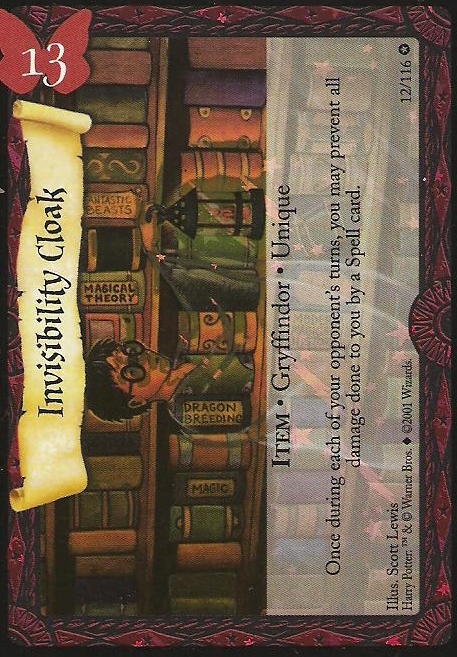 13
Invisibility Cloak
FANTASTIC
BEASTS
MAGICAL
THEORY
DRAGON
BREEDING
MAGIC
ITEM • Gryffindor • Unique
Once during each of your opponent's turns, you may prevent all
damage done to you by a Spell card.
Illus. Scott Lewis
Harry Potter: ™ & © Warner Bros. ◆ ©2001 Wizards.
12/116 ✪